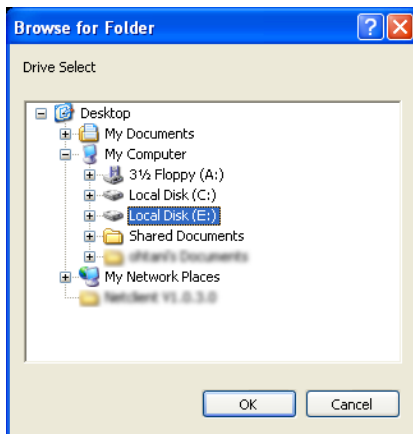 Browse for Folder
Drive Select
Desktop
My Documents
My Computer
3½ Floppy (A:)
Local Disk (C:)
Local Disk (E:)
Shared Documents
My Network Places
OK
Cancel